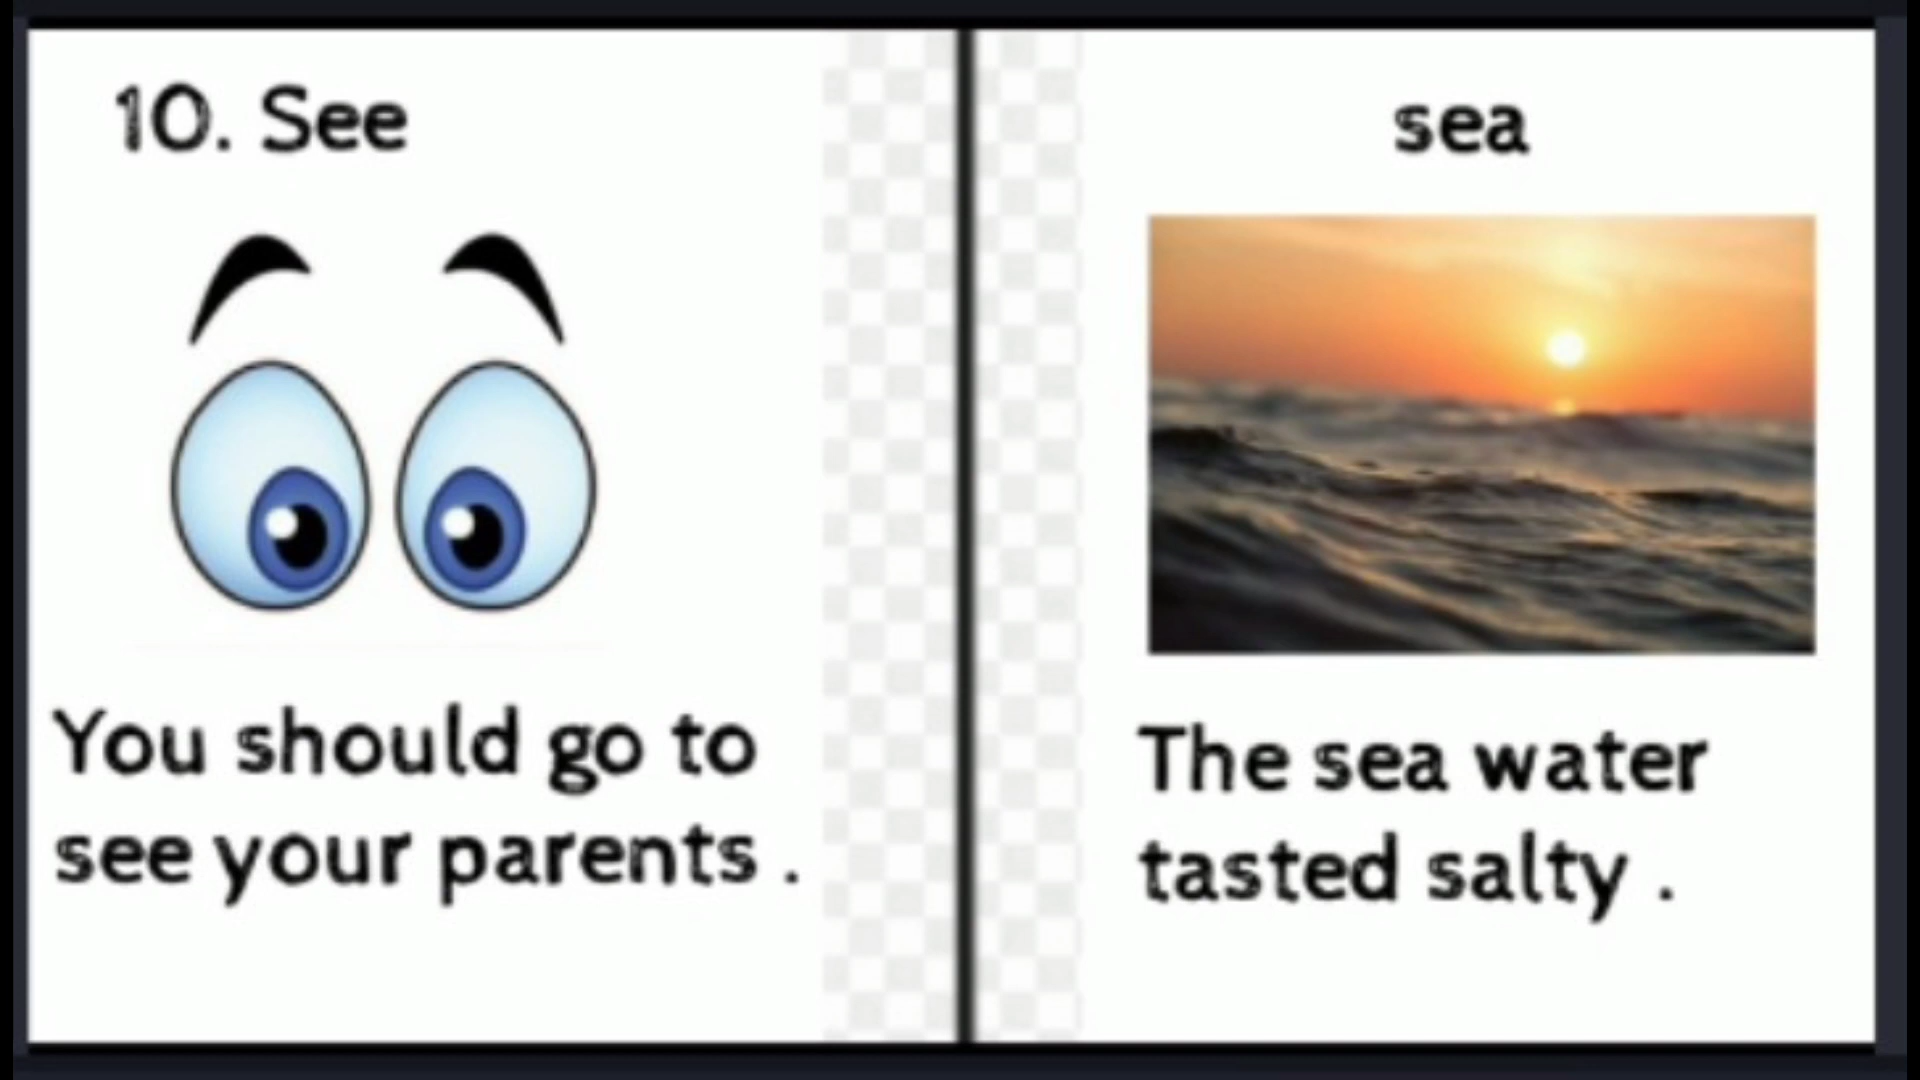 10. See
You should go to
see your parents .
sea
The sea water
tasted salty .